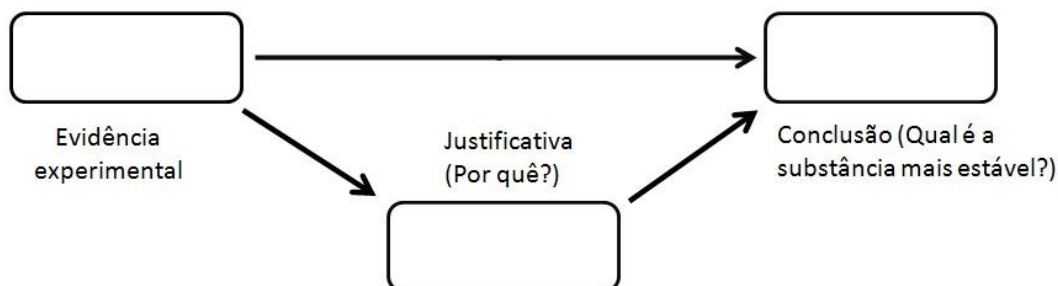 Evidência
experimental
Justificativa
(Por quê?)
Conclusão (Qual é a
substância mais estável?)